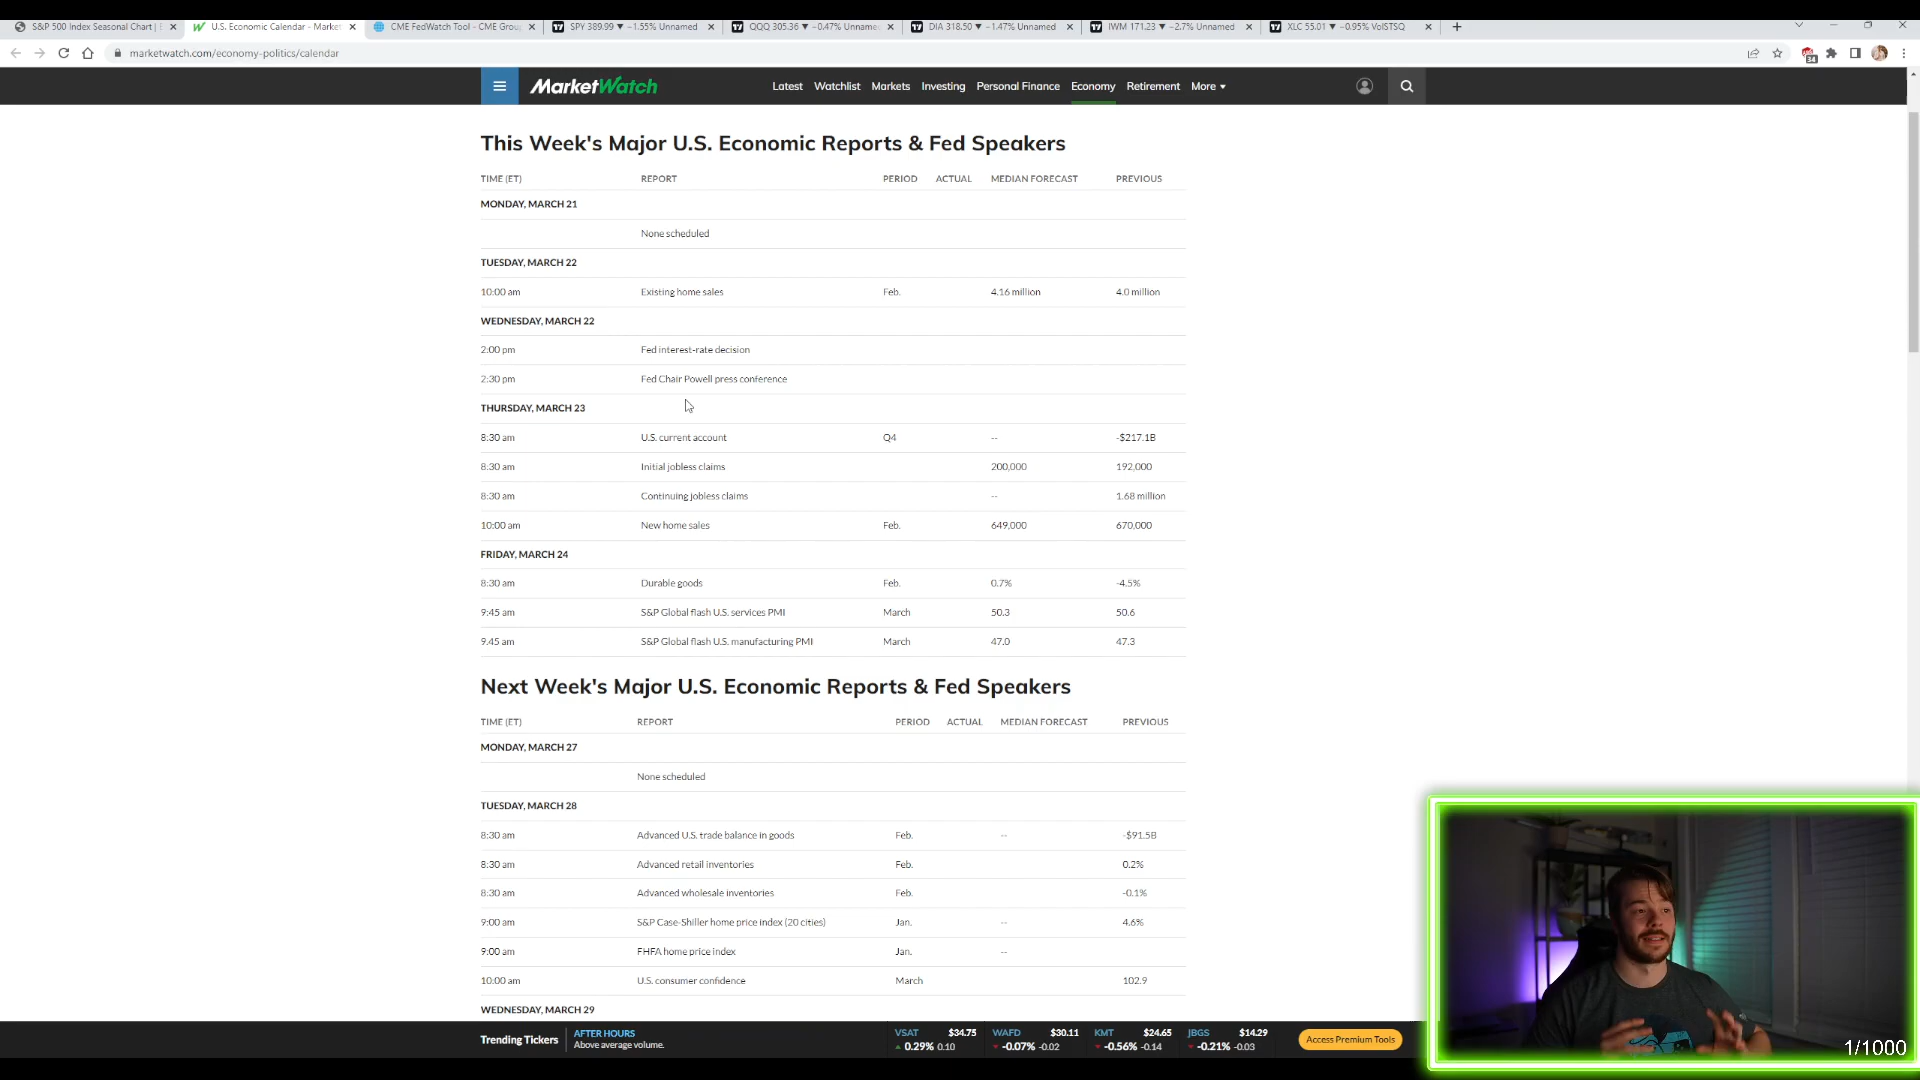 S&P 500 Index Seasonal Chart | U.S. Economic Calendar - Market CME FedWatch Tool - CME Group SPY 389.99 ▼ −1.55% Unnamed QQQ 305.36 ▼ −0.47% Unname DIA 318.50 ▼ −1.47% Unnamed IWM 171.23 ▼ −2.7% Unnamed XLC 55.01 ▼ −0.95% VolSTSQ
marketwatch.com/economy-politics/calendar 34
MarketWatch Latest Watchlist Markets Investing Personal Finance Economy Retirement More
This Week's Major U.S. Economic Reports & Fed Speakers
TIME (ET) REPORT PERIOD ACTUAL MEDIAN FORECAST PREVIOUS
MONDAY, MARCH 21
None scheduled
TUESDAY, MARCH 22
10:00 am Existing home sales Feb. 4.16 million 4.0 million
WEDNESDAY, MARCH 22
2:00 pm Fed interest-rate decision
2:30 pm Fed Chair Powell press conference
THURSDAY, MARCH 23
8:30 am U.S. current account Q4 -- -$217.1B
8:30 am Initial jobless claims 200,000 192,000
8:30 am Continuing jobless claims -- 1.68 million
10:00 am New home sales Feb. 649,000 670,000
FRIDAY, MARCH 24
8:30 am Durable goods Feb. 0.7% -4.5%
9:45 am S&P Global flash U.S. services PMI March 50.3 50.6
9.45 am S&P Global flash U.S. manufacturing PMI March 47.0 47.3
Next Week's Major U.S. Economic Reports & Fed Speakers
TIME (ET) REPORT PERIOD ACTUAL MEDIAN FORECAST PREVIOUS
MONDAY, MARCH 27
None scheduled
TUESDAY, MARCH 28
8:30 am Advanced U.S. trade balance in goods Feb. -- -$91.5B
8:30 am Advanced retail inventories Feb. 0.2%
8:30 am Advanced wholesale inventories Feb. -0.1%
9:00 am S&P Case-Shiller home price index (20 cities) Jan. -- 4.6%
9:00 am FHFA home price index Jan. --
10:00 am U.S. consumer confidence March 102.9
WEDNESDAY, MARCH 29
Trending Tickers AFTER HOURS VSAT $34.75 WAFD $30.11 KMT $24.65 JBGS $14.29 Access Premium Tools
Above average volume. 0.29% 0.10 -0.07% -0.02 -0.56% -0.14 -0.21% -0.03
1/1000